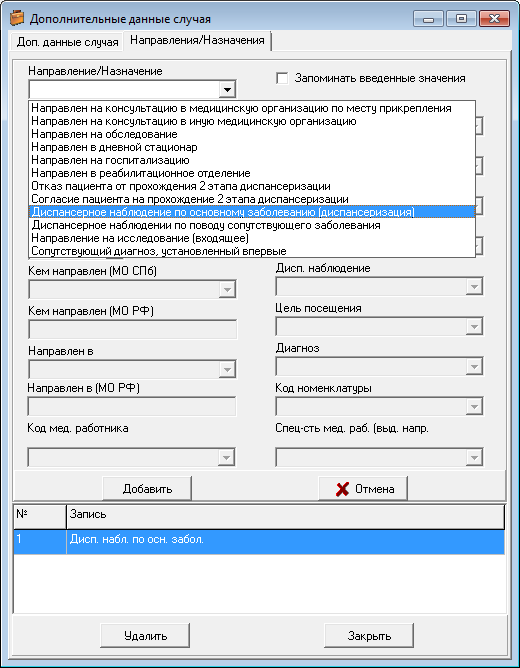 Дополнительные данные случая
Доп. данные случая
Направления/Назначения
Направление/Назначение
Запоминать введенные значения
Направлен на консультацию в медицинскую организацию по месту прикрепления
Направлен на консультацию в иную медицинскую организацию
Направлен на обследование
Направлен в дневной стационар
Направлен на госпитализацию
Направлен в реабилитационное отделение
Отказ пациента от прохождения 2 этапа диспансеризации
Согласие пациента на прохождение 2 этапа диспансеризации
Диспансерное наблюдение по основному заболеванию (диспансеризация)
Диспансерное наблюдении по поводу сопутствующего заболевания
Направление на исследование (входящее)
Сопутствующий диагноз, установленный впервые
Кем направлен (МО СПб)
Дисп. наблюдение
Кем направлен (МО РФ)
Цель посещения
Направлен в
Диагноз
Направлен в (МО РФ)
Код номенклатуры
Код мед. работника
Спец-сть мед. раб. (выд. напр.
Добавить
Отмена
№ Запись
1 Дисп. набл. по осн. забол.
Удалить
Закрыть